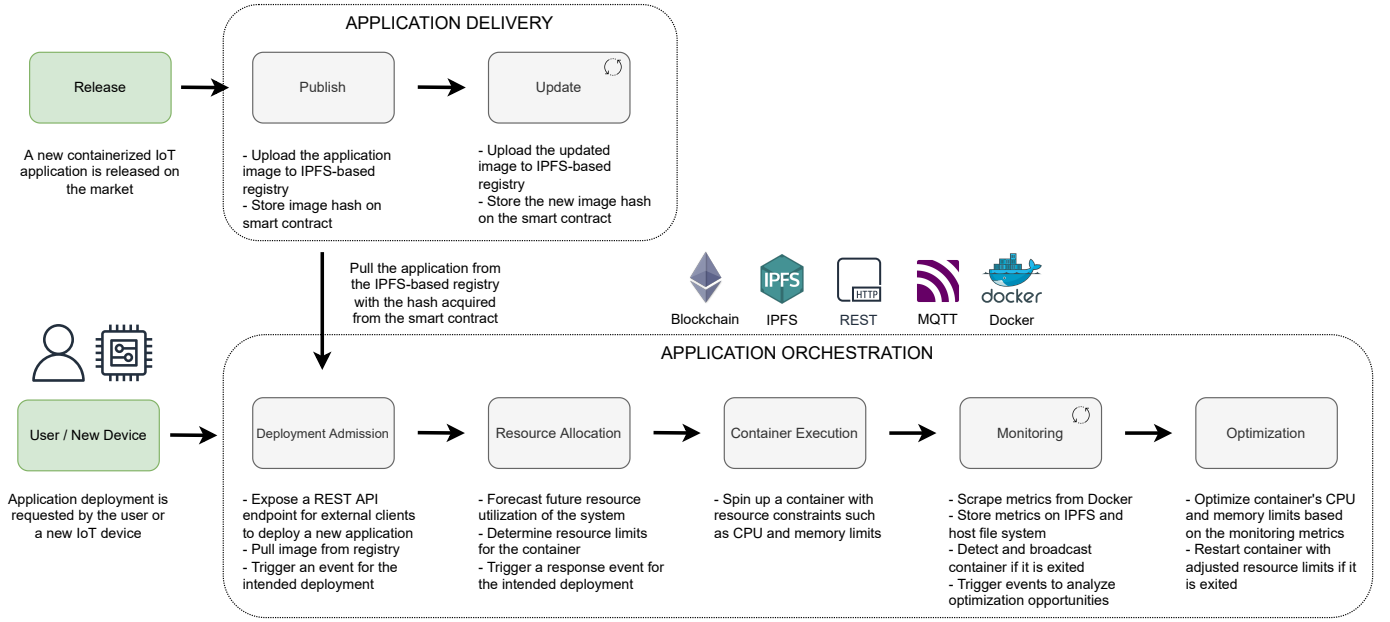 APPLICATION DELIVERY
Release
Publish
Update
A new containerized IoT
application is released on
the market
- Upload the application
image to IPFS-based
registry
- Store image hash on
smart contract
- Upload the updated
image to IPFS-based
registry
- Store the new image hash
on the smart contract
Pull the application from
the IPFS-based registry
with the hash acquired
from the smart contract
IPFS
HTTP
docker
Blockchain
IPFS
REST
MQTT
Docker
APPLICATION ORCHESTRATION
User / New Device
Deployment Admission
Resource Allocation
Container Execution
Monitoring
Optimization
Application deployment is
requested by the user or
a new IoT device
- Expose a REST API
endpoint for external clients
to deploy a new application
- Pull image from registry
- Trigger an event for the
intended deployment
- Forecast future resource
utilization of the system
- Determine resource limits
for the container
- Trigger a response event for
the intended deployment
- Spin up a container with
resource constraints such
as CPU and memory limits
- Scrape metrics from Docker
- Store metrics on IPFS and
host file system
- Detect and broadcast
container if it is exited
- Trigger events to analyze
optimization opportunities
- Optimize container's CPU
and memory limits based
on the monitoring metrics
- Restart container with
adjusted resource limits if it
is exited